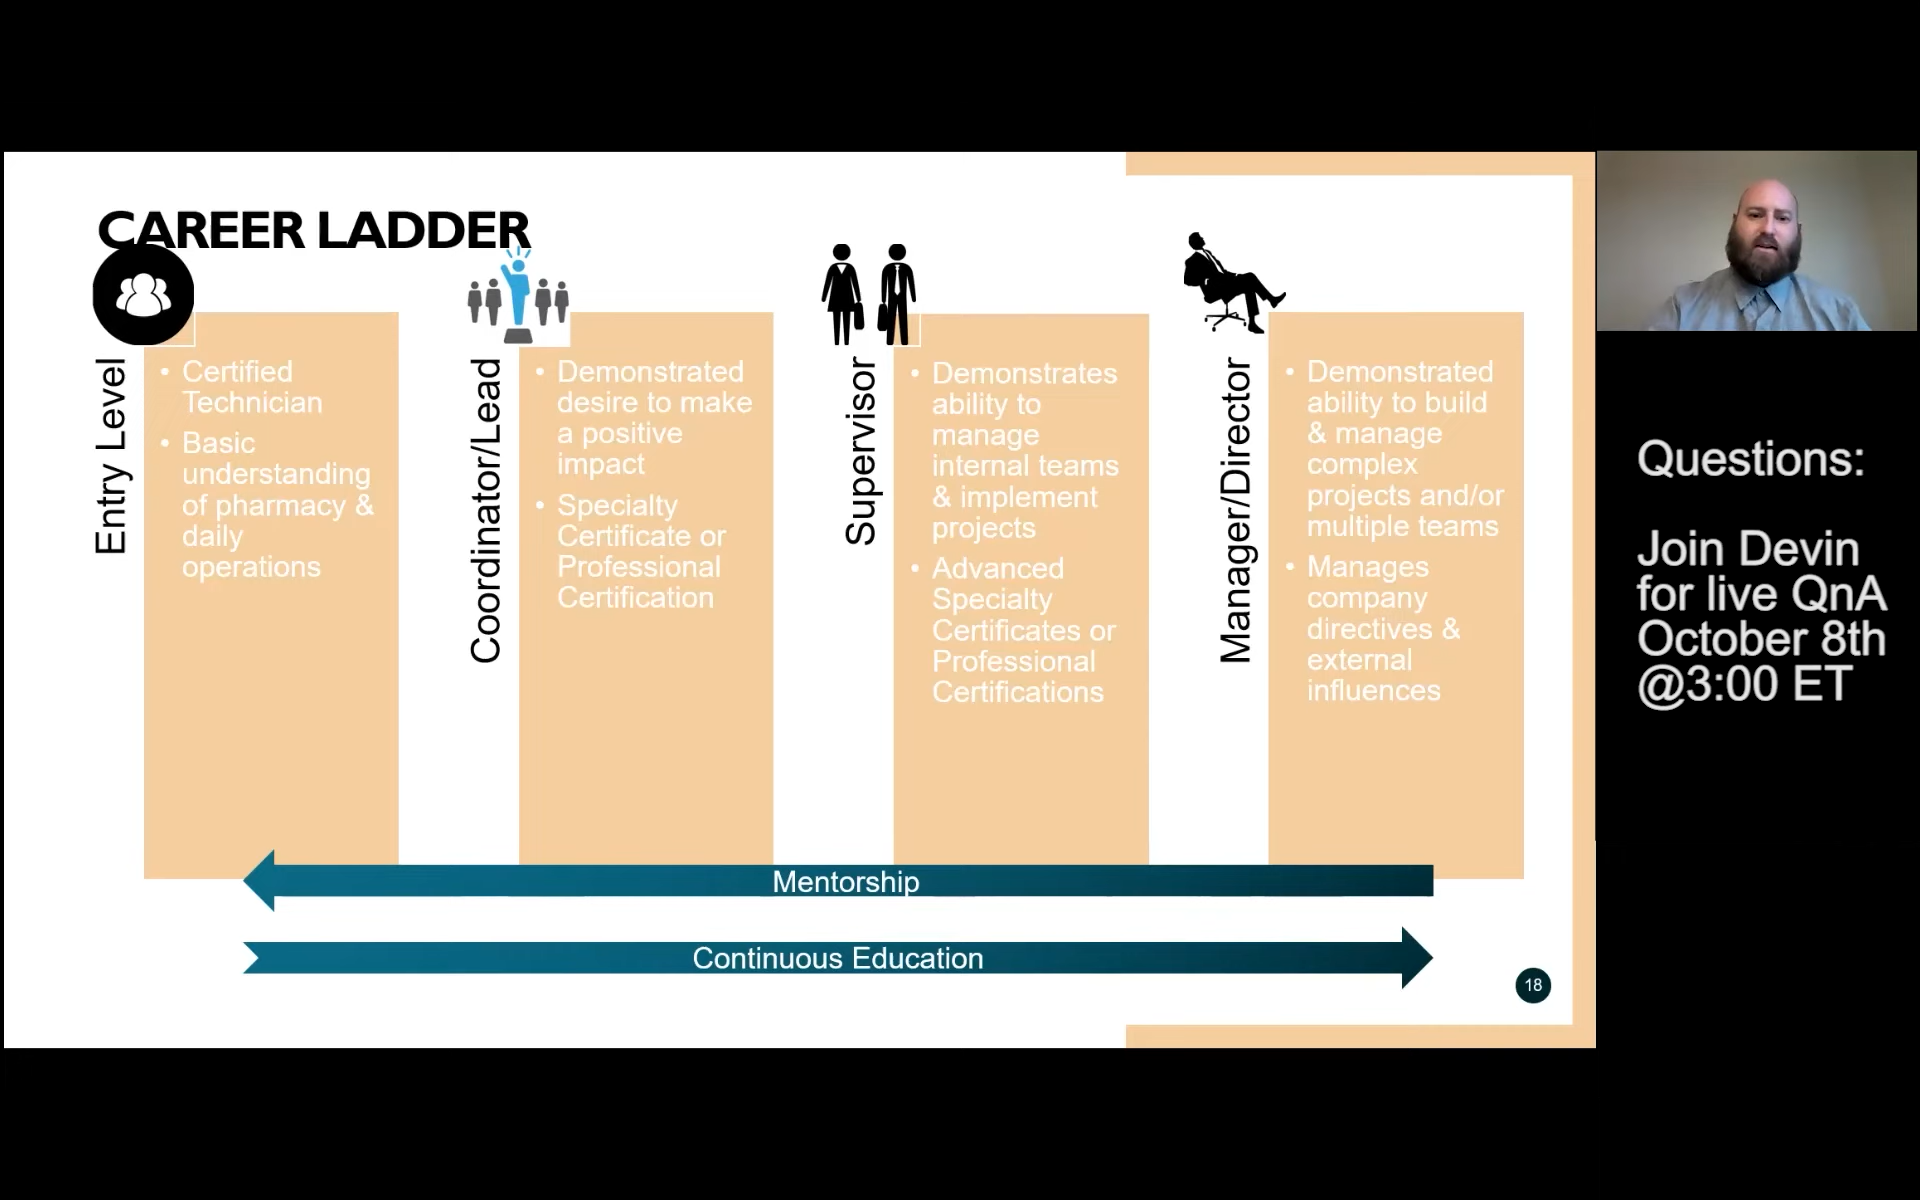 CAREER LADDER
Entry Level
• Certified
Technician
• Basic
understanding
of pharmacy &
daily
operations
Coordinator/Lead
• Demonstrated
desire to make
a positive
impact
• Specialty
Certificate or
Professional
Certification
Supervisor
• Demonstrates
ability to
manage
internal teams
& implement
projects
• Advanced
Specialty
Certificates or
Professional
Certifications
Manager/Director
• Demonstrated
ability to build
& manage
complex
projects and/or
multiple teams
• Manages
company
directives &
external
influences
Mentorship
Continuous Education
18
Questions:
Join Devin
for live QnA
October 8th
@3:00 ET